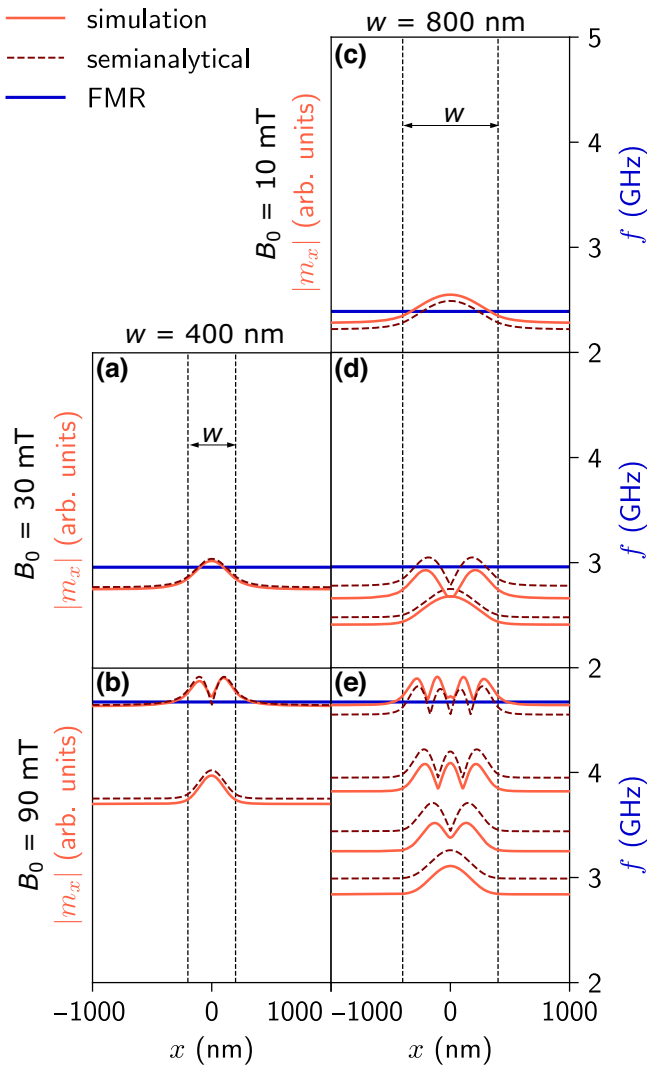 simulation
semianalytical
FMR
w = 800 nm
(c)
w
B₀ = 10 mT
|mₓ| (arb. units)
5
4
3
2
f (GHz)
w = 400 nm
(a)
w
B₀ = 30 mT
|mₓ| (arb. units)
(d)
4
3
2
f (GHz)
(b)
B₀ = 90 mT
|mₓ| (arb. units)
(e)
4
3
2
f (GHz)
−1000 0 1000
x (nm)
−1000 0 1000
x (nm)